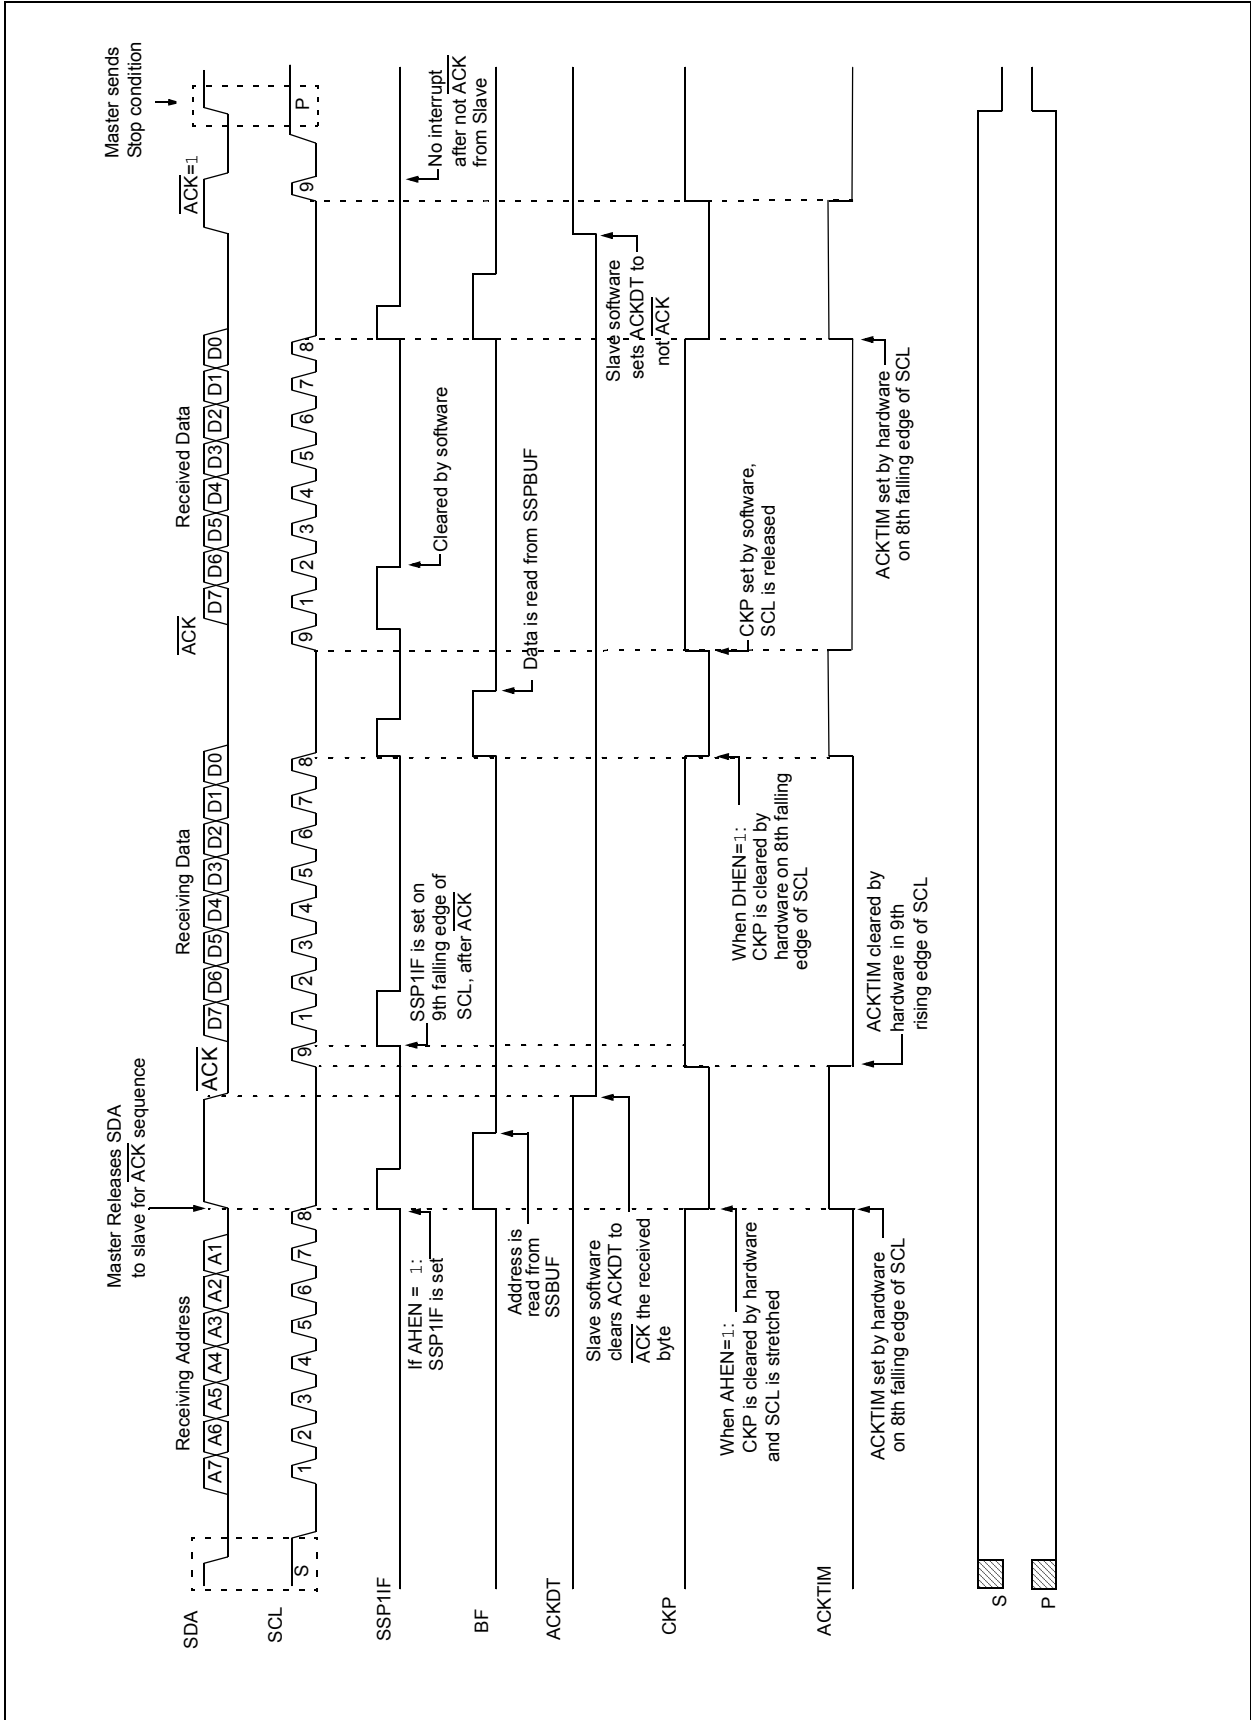 Master Releases SDA
to slave for ACK sequence
Master sends
Stop condition
Receiving Address
Receiving Data
Received Data
ACK
ACK
ACK=1
SDA
A7 A6 A5 A4 A3 A2 A1
D7 D6 D5 D4 D3 D2 D1 D0
D7 D6 D5 D4 D3 D2 D1 D0
SCL
S
1 2 3 4 5 6 7 8
9
1 2 3 4 5 6 7 8
9
1 2 3 4 5 6 7 8
9
P
SSP1IF
If AHEN = 1:
SSP1IF is set
SSP1IF is set on
9th falling edge of
SCL, after ACK
Cleared by software
No interrupt
after not ACK
from Slave
BF
Address is
read from
SSBUF
Data is read from SSPBUF
ACKDT
Slave software
clears ACKDT to
ACK the received
byte
Slave software
sets ACKDT to
not ACK
CKP
When AHEN=1:
CKP is cleared by hardware
and SCL is stretched
When DHEN=1:
CKP is cleared by
hardware on 8th falling
edge of SCL
CKP set by software,
SCL is released
ACKTIM
ACKTIM set by hardware
on 8th falling edge of SCL
ACKTIM cleared by
hardware in 9th
rising edge of SCL
ACKTIM set by hardware
on 8th falling edge of SCL
S
P